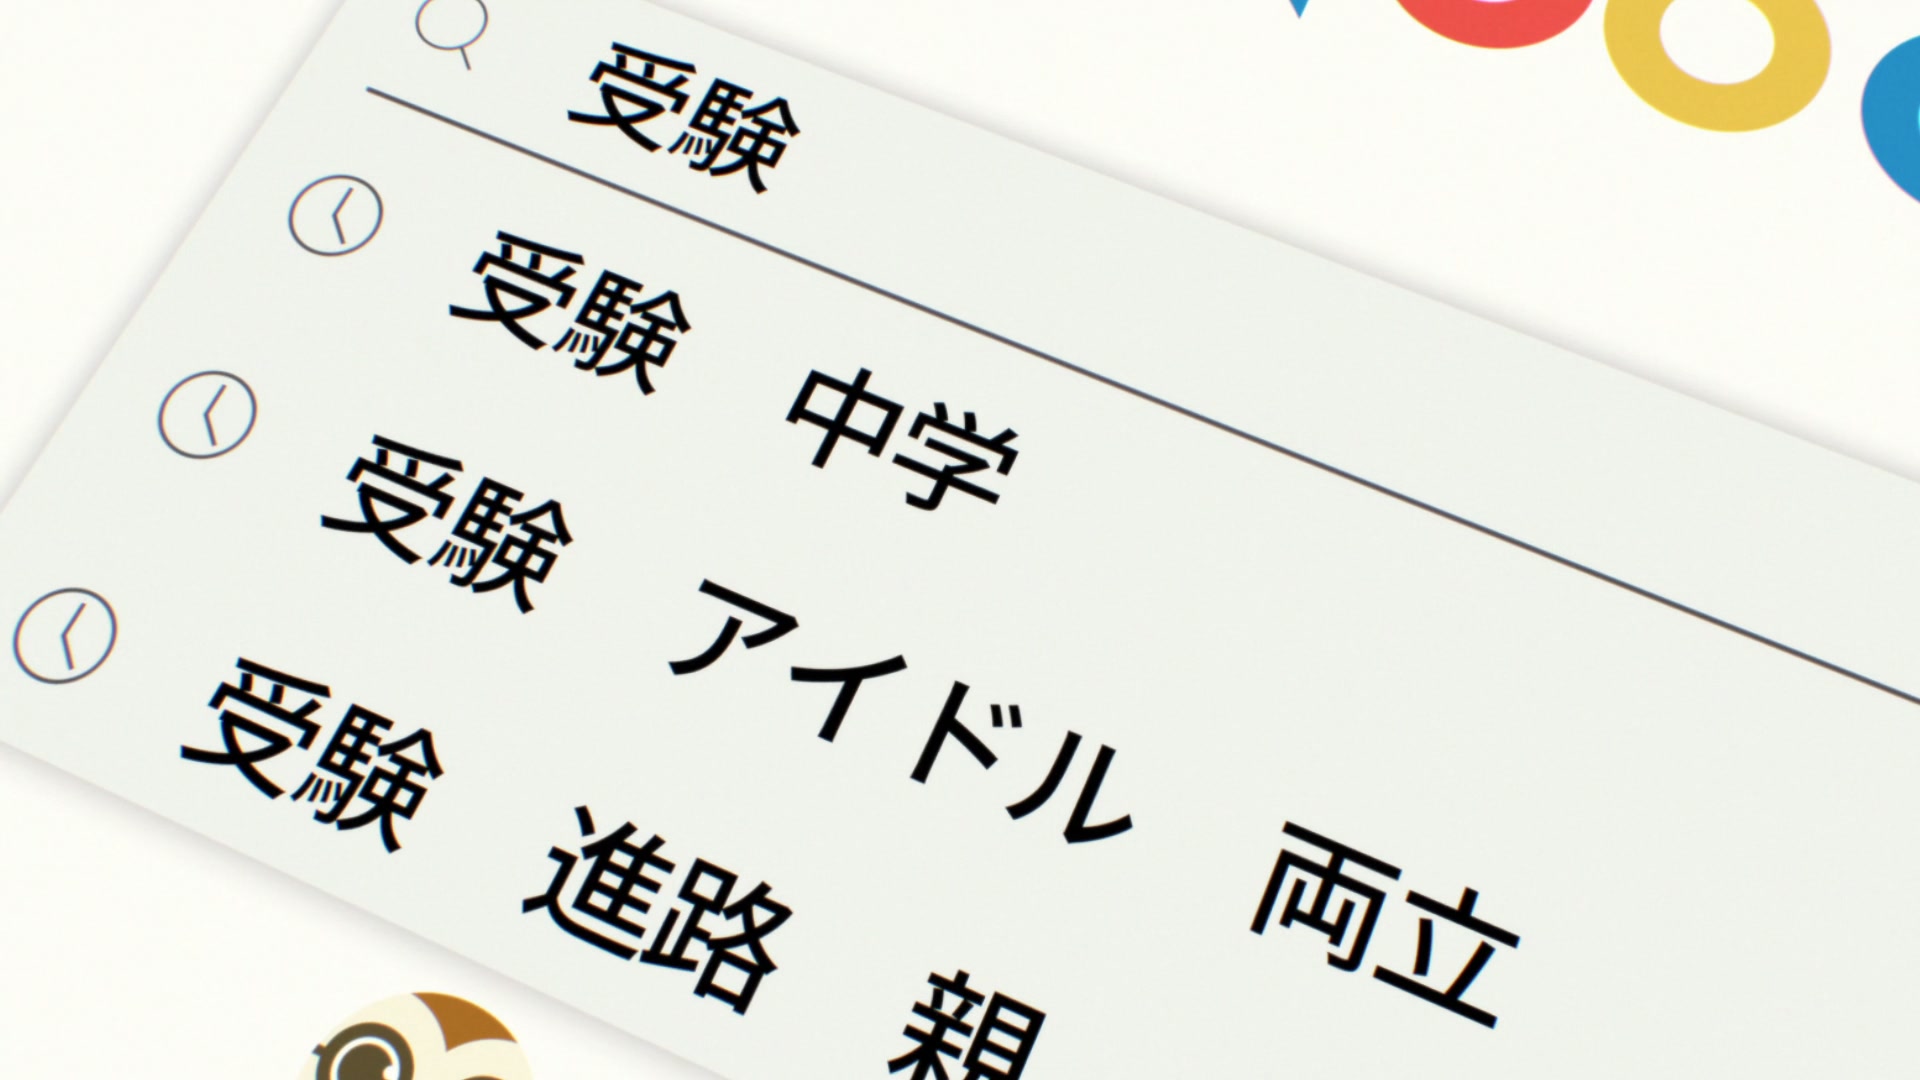 受験
受験 中学
受験 アイドル 両立
受験 進路 親